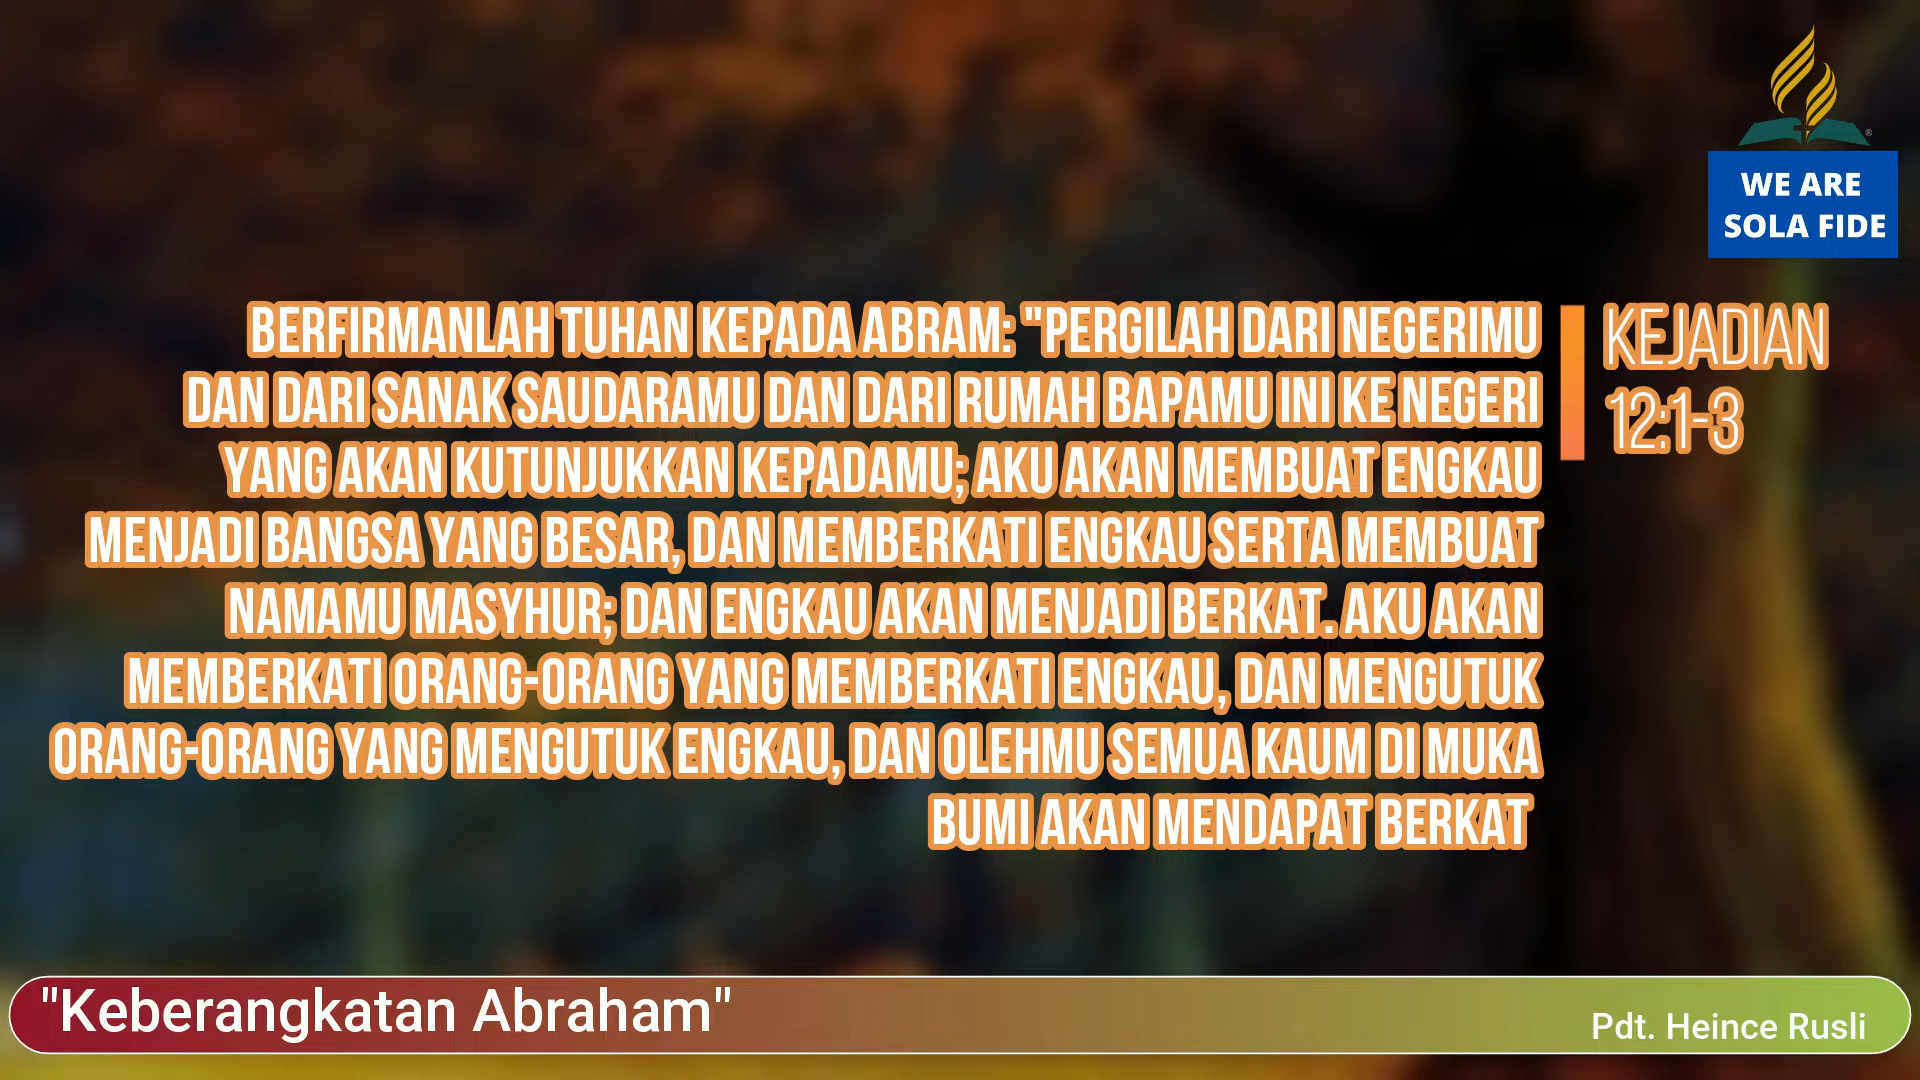 WE ARE
SOLA FIDE
BERFIRMANLAH TUHAN KEPADA ABRAM: "PERGILAH DARI NEGERIMU
DAN DARI SANAK SAUDARAMU DAN DARI RUMAH BAPAMU INI KE NEGERI
YANG AKAN KUTUNJUKKAN KEPADAMU; AKU AKAN MEMBUAT ENGKAU
MENJADI BANGSA YANG BESAR, DAN MEMBERKATI ENGKAU SERTA MEMBUAT
NAMAMU MASYHUR; DAN ENGKAU AKAN MENJADI BERKAT. AKU AKAN
MEMBERKATI ORANG-ORANG YANG MEMBERKATI ENGKAU, DAN MENGUTUK
ORANG-ORANG YANG MENGUTUK ENGKAU, DAN OLEHMU SEMUA KAUM DI MUKA
BUMI AKAN MENDAPAT BERKAT
KEJADIAN
12:1-3
"Keberangkatan Abraham"
Pdt. Heince Rusli